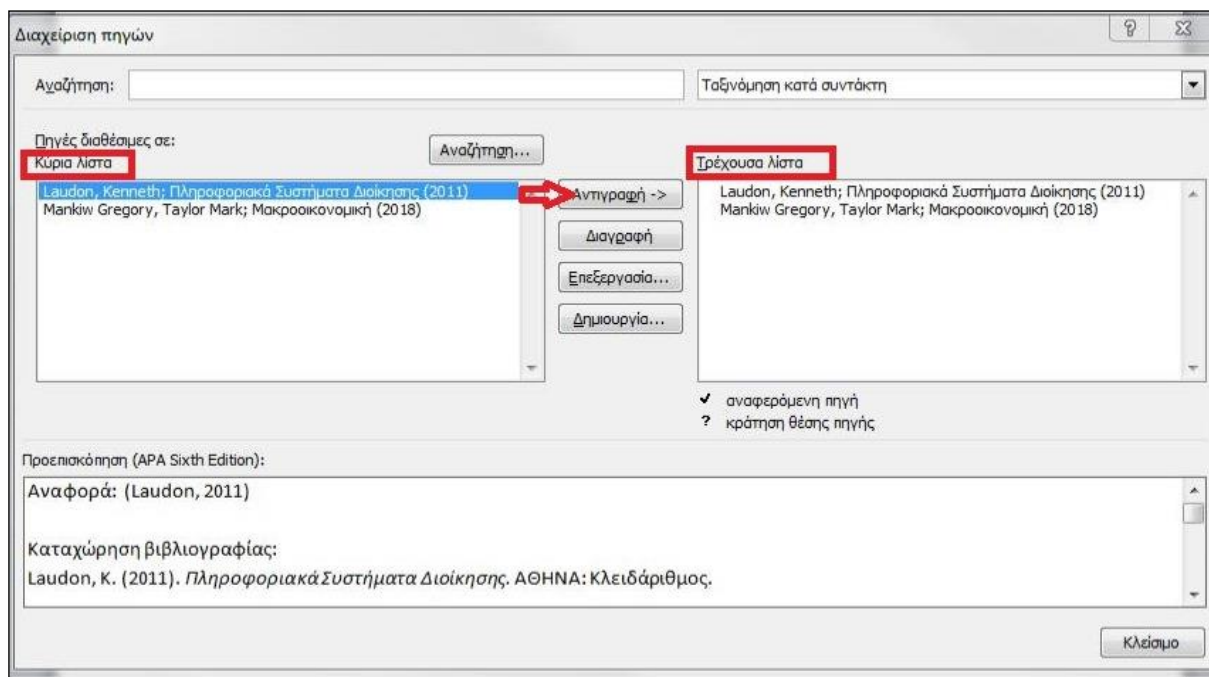 Διαχείριση πηγών
Αναζήτηση:
Ταξινόμηση κατά συντάκτη
Πηγές διαθέσιμες σε:
Κύρια λίστα
Αναζήτηση...
Τρέχουσα λίστα
Laudon, Kenneth; Πληροφοριακά Συστήματα Διοίκησης (2011)
Mankiw Gregory, Taylor Mark; Μακροοικονομική (2018)
Αντιγραφή ->
Διαγραφή
Επεξεργασία...
Δημιουργία...
Laudon, Kenneth; Πληροφοριακά Συστήματα Διοίκησης (2011)
Mankiw Gregory, Taylor Mark; Μακροοικονομική (2018)
✓ αναφερόμενη πηγή
? κράτηση θέσης πηγής
Προεπισκόπηση (APA Sixth Edition):
Αναφορά: (Laudon, 2011)
Καταχώρηση βιβλιογραφίας:
Laudon, K. (2011). Πληροφοριακά Συστήματα Διοίκησης. ΑΘΗΝΑ: Κλειδάριθμος.
Κλείσιμο